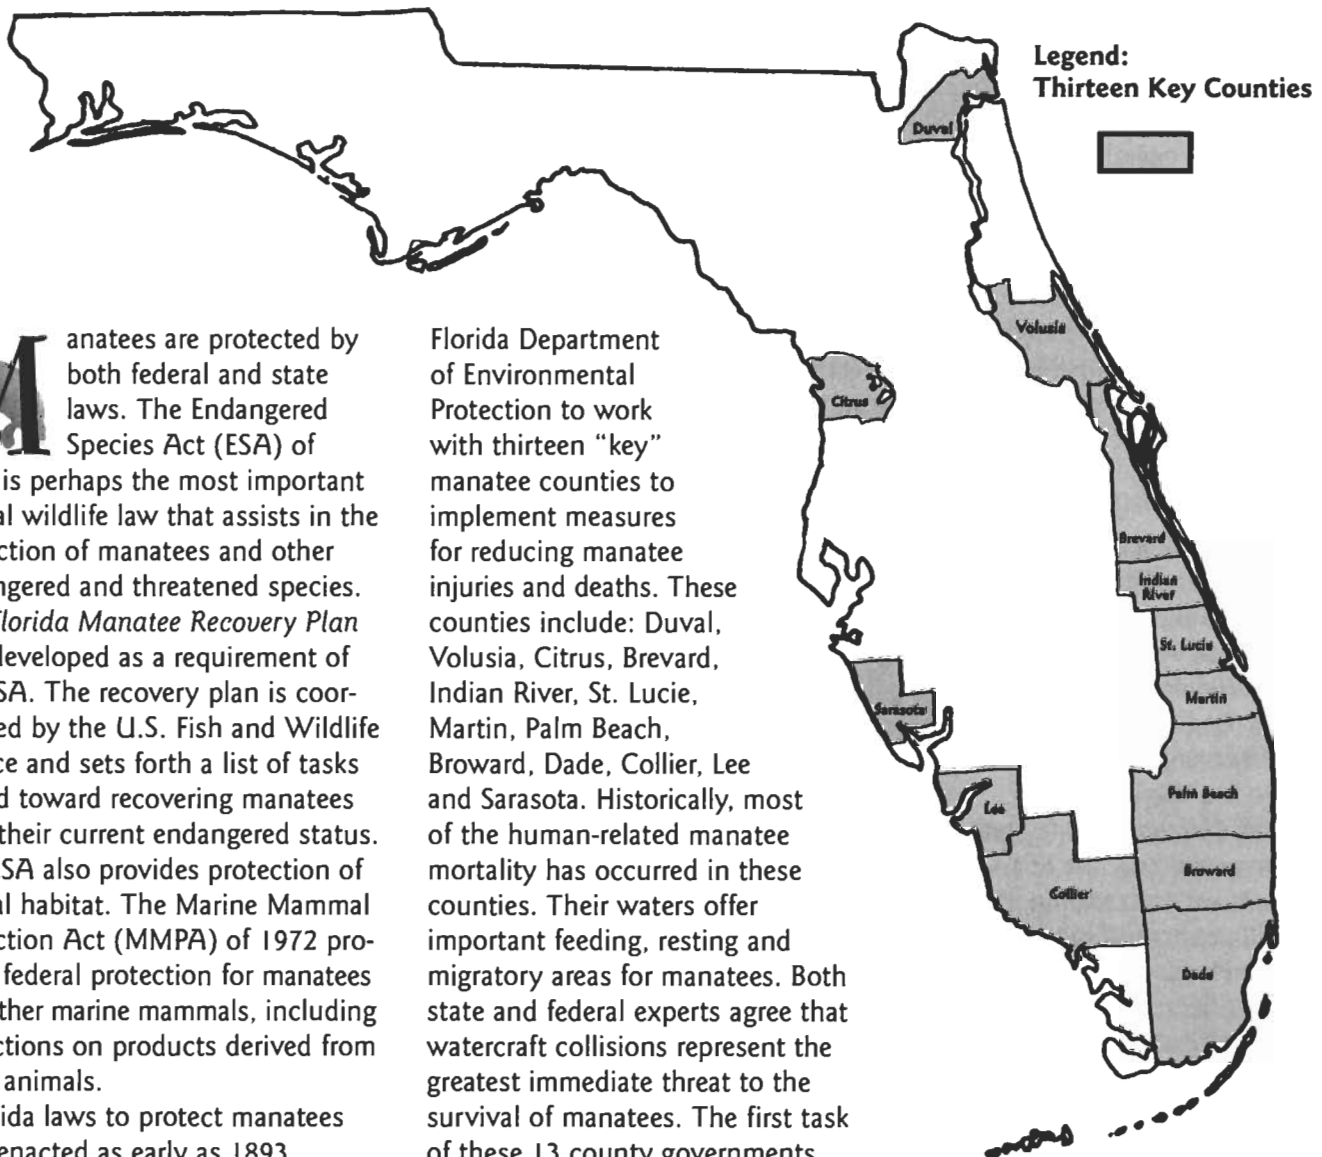 Legend:
Thirteen Key Counties
Duval
Volusia
Citrus
Brevard
Indian
River
St. Lucie
Martin
Sarasota
Palm Beach
Lee
Broward
Collier
Dade
Manatees are protected by
both federal and state
laws. The Endangered
Species Act (ESA) of
is perhaps the most important
al wildlife law that assists in the
ction of manatees and other
ngered and threatened species.
lorida Manatee Recovery Plan
developed as a requirement of
SA. The recovery plan is coor-
ed by the U.S. Fish and Wildlife
ce and sets forth a list of tasks
d toward recovering manatees
their current endangered status.
SA also provides protection of
al habitat. The Marine Mammal
ction Act (MMPA) of 1972 pro-
federal protection for manatees
ther marine mammals, including
ctions on products derived from
animals.
ida laws to protect manatees
enacted as early as 1893.
Florida Department
of Environmental
Protection to work
with thirteen "key"
manatee counties to
implement measures
for reducing manatee
injuries and deaths. These
counties include: Duval,
Volusia, Citrus, Brevard,
Indian River, St. Lucie,
Martin, Palm Beach,
Broward, Dade, Collier, Lee
and Sarasota. Historically, most
of the human-related manatee
mortality has occurred in these
counties. Their waters offer
important feeding, resting and
migratory areas for manatees. Both
state and federal experts agree that
watercraft collisions represent the
greatest immediate threat to the
survival of manatees. The first task
of these 13 county governments